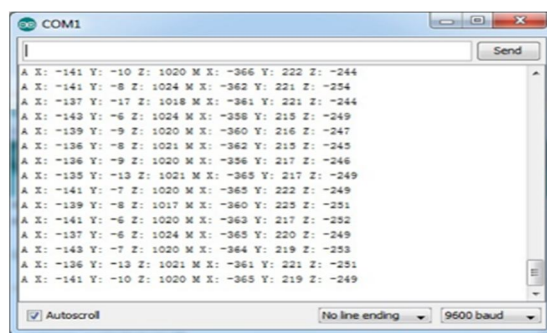 COM1
Send
A X: -141 Y: -10 Z: 1020 M X: -366 Y: 222 Z: -244
A X: -141 Y: -8 Z: 1024 M X: -362 Y: 221 Z: -254
A X: -137 Y: -17 Z: 1018 M X: -361 Y: 221 Z: -244
A X: -143 Y: -6 Z: 1024 M X: -358 Y: 215 Z: -249
A X: -139 Y: -9 Z: 1020 M X: -360 Y: 216 Z: -247
A X: -136 Y: -8 Z: 1021 M X: -362 Y: 215 Z: -245
A X: -136 Y: -9 Z: 1020 M X: -356 Y: 217 Z: -246
A X: -135 Y: -13 Z: 1021 M X: -365 Y: 217 Z: -249
A X: -141 Y: -7 Z: 1020 M X: -365 Y: 222 Z: -249
A X: -139 Y: -8 Z: 1017 M X: -360 Y: 225 Z: -251
A X: -141 Y: -6 Z: 1020 M X: -363 Y: 217 Z: -252
A X: -137 Y: -6 Z: 1024 M X: -365 Y: 220 Z: -249
A X: -143 Y: -7 Z: 1020 M X: -364 Y: 219 Z: -253
A X: -136 Y: -13 Z: 1021 M X: -361 Y: 221 Z: -251
A X: -141 Y: -10 Z: 1020 M X: -365 Y: 219 Z: -249
Autoscroll
No line ending
9600 baud